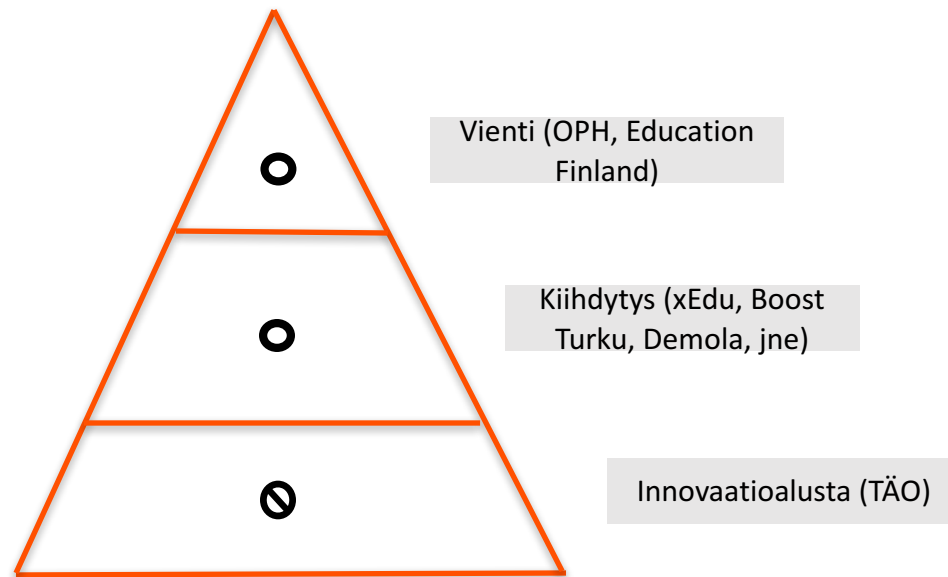 Vienti (OPH, Education
Finland)
Kiihdytys (xEdu, Boost
Turku, Demola, jne)
Innovaatioalusta (TÄO)